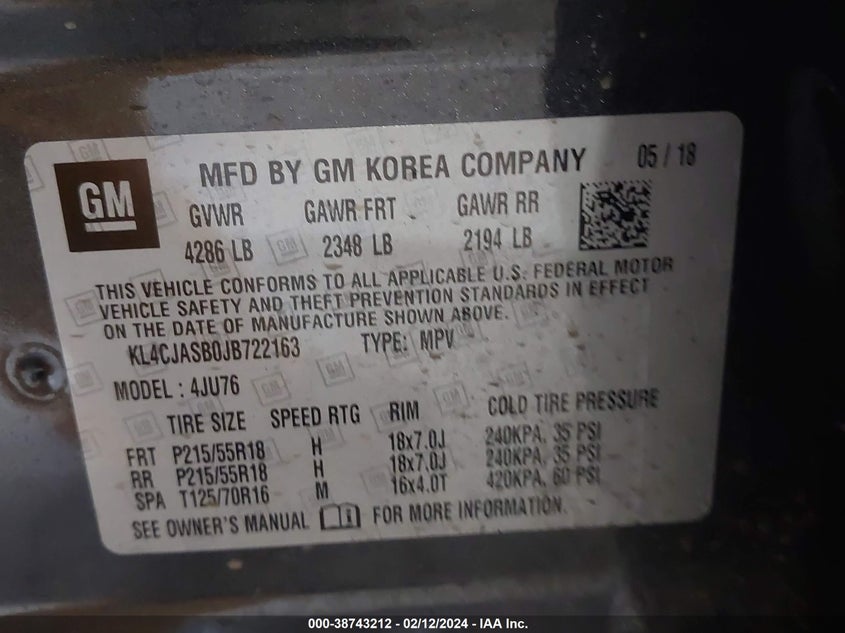 GM
MFD BY GM KOREA COMPANY 05 / 18
GVWR GAWR FRT GAWR RR
4286 LB 2348 LB 2194 LB
THIS VEHICLE CONFORMS TO ALL APPLICABLE U.S. FEDERAL MOTOR
VEHICLE SAFETY AND THEFT PREVENTION STANDARDS IN EFFECT
ON THE DATE OF MANUFACTURE SHOWN ABOVE.
KL4CJASB0JB722163 TYPE: MPV
MODEL : 4JU76
TIRE SIZE SPEED RTG RIM COLD TIRE PRESSURE
FRT P215/55R18 H 18x7.0J 240KPA, 35 PSI
RR P215/55R18 H 18x7.0J 240KPA, 35 PSI
SPA T125/70R16 M 16x4.0T 420KPA, 60 PSI
SEE OWNER'S MANUAL FOR MORE INFORMATION.
000-38743212 - 02/12/2024 - IAA Inc.